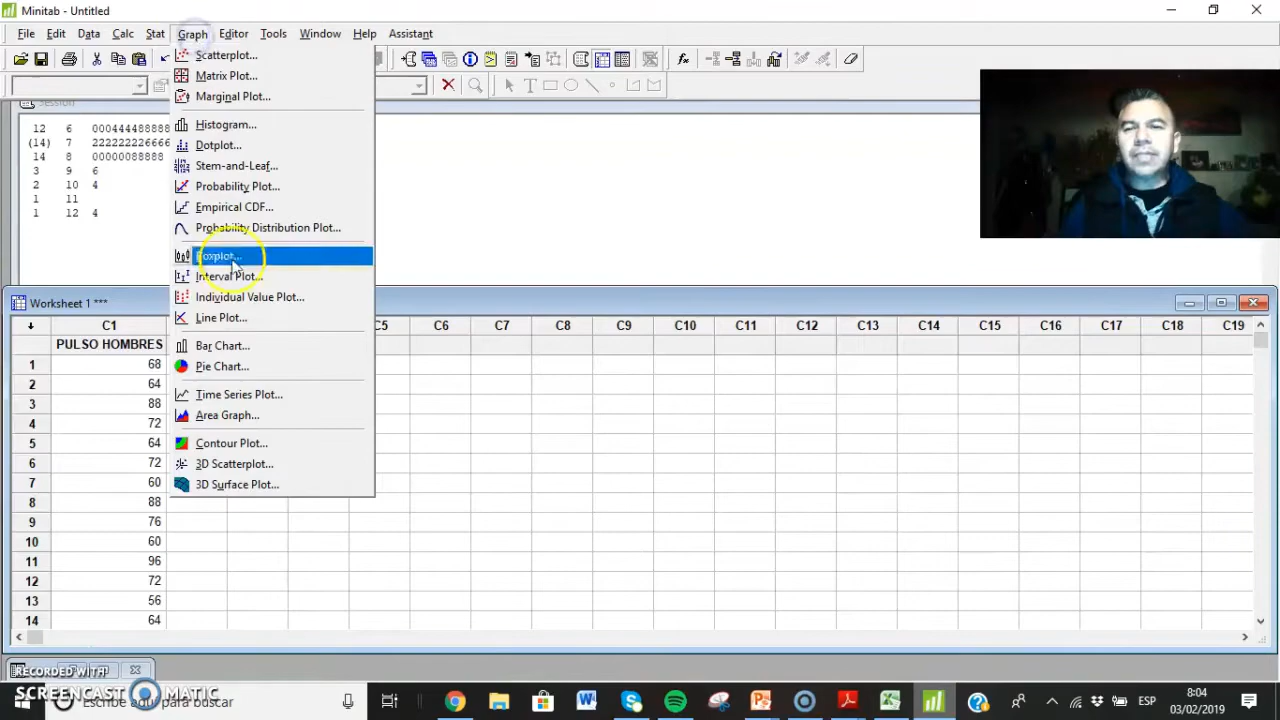 Minitab - Untitled
File Edit Data Calc Stat Graph Editor Tools Window Help Assistant
Scatterplot...
Matrix Plot...
Marginal Plot...
Histogram...
Dotplot...
Stem-and-Leaf...
Probability Plot...
Empirical CDF...
Probability Distribution Plot...
Boxplot...
Interval Plot...
Individual Value Plot...
Line Plot...
Bar Chart...
Pie Chart...
Time Series Plot...
Area Graph...
Contour Plot...
3D Scatterplot...
3D Surface Plot...
Session
12 6 000444488888
(14) 7 222222226666
14 8 00000088888
3 9 6
2 10 4
1 11
1 12 4
Worksheet 1 ***
C1 C5 C6 C7 C8 C9 C10 C11 C12 C13 C14 C15 C16 C17 C18 C19
PULSO HOMBRES
1 68
2 64
3 88
4 72
5 64
6 72
7 60
8 88
9 76
10 60
11 96
12 72
13 56
14 64
RECORDED WITH
SCREENCAST MATIC
Escribe aquí para buscar
ESP
8:04
03/02/2019